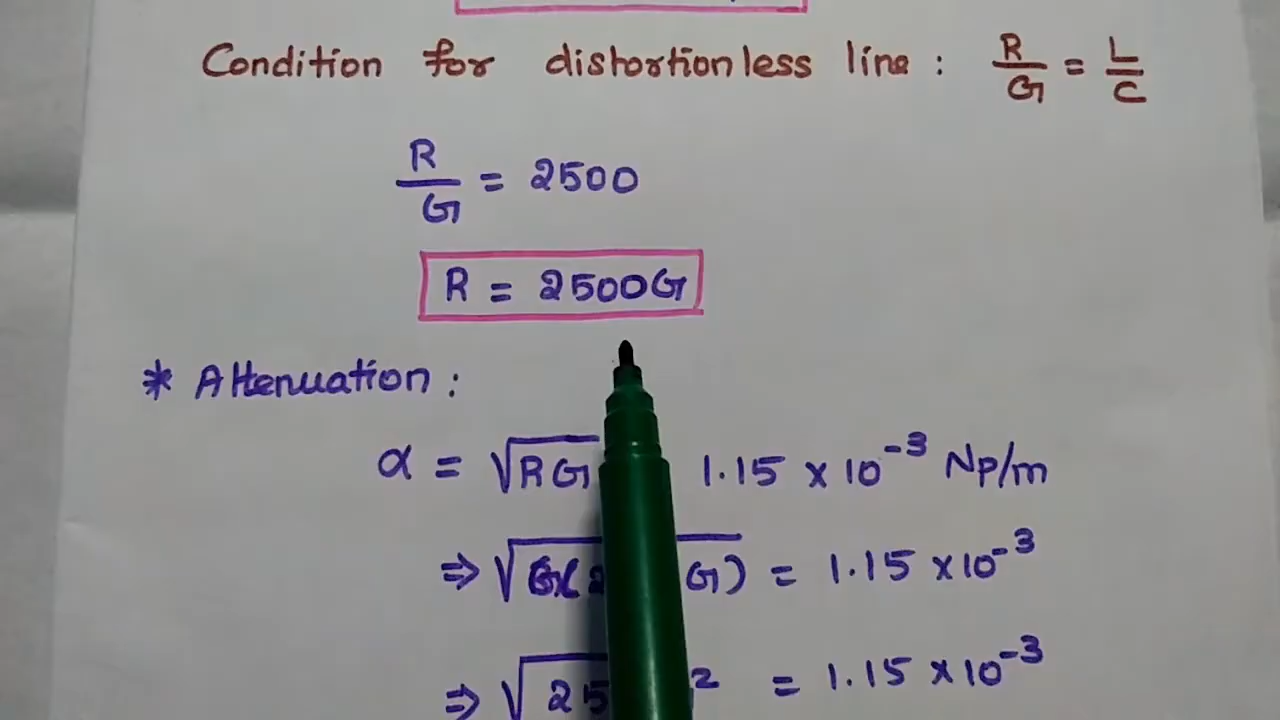 Condition for distortionless line : R/G = L/C
R/G = 2500
R = 2500G
* Attenuation :
α = √RG 1.15 × 10⁻³ Np/m
⇒ √G( G) = 1.15 × 10⁻³
⇒ √25 ² = 1.15 × 10⁻³